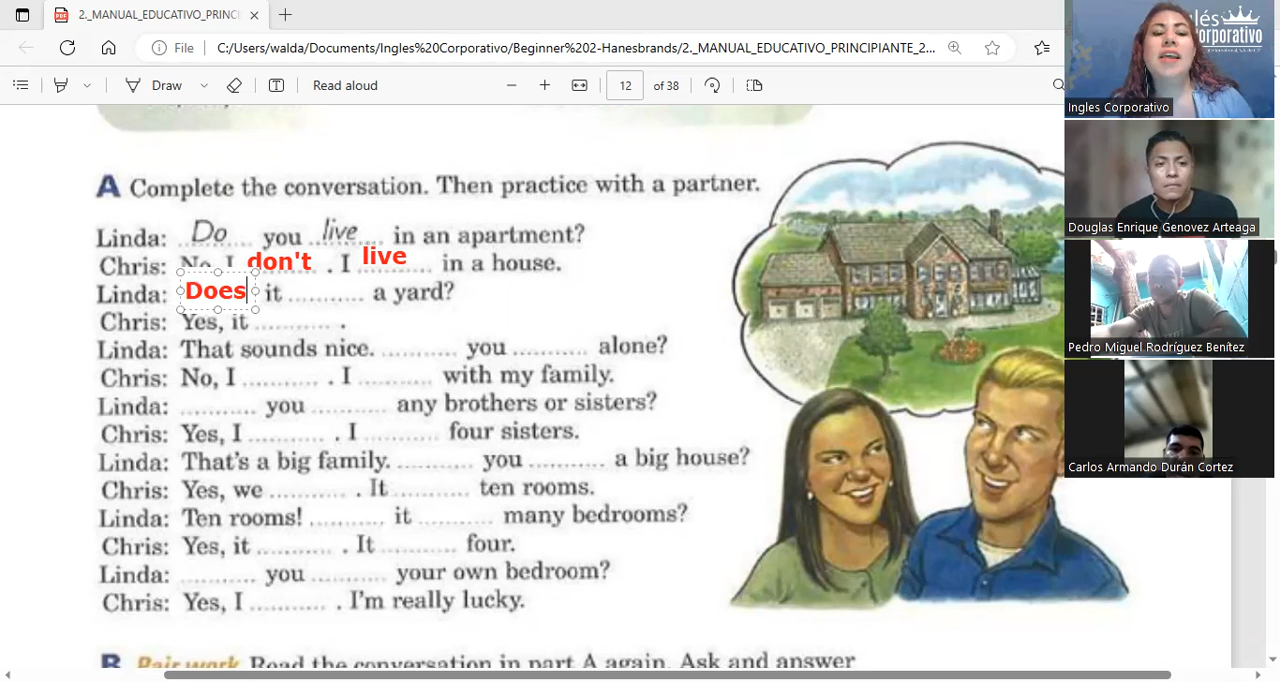 2._MANUAL_EDUCATIVO_PRINCI
File
C:/Users/walda/Documents/Ingles%20Corporativo/Beginner%202-Hanesbrands/2._MANUAL_EDUCATIVO_PRINCIPIANTE_2...
Draw
Read aloud
12 of 38
A Complete the conversation. Then practice with a partner.
Linda: Do you live in an apartment?
Chris: No, I don't . I live in a house.
Linda: Does it .......... a yard?
Chris: Yes, it .......... .
Linda: That sounds nice. .......... you .......... alone?
Chris: No, I .......... . I .......... with my family.
Linda: .......... you .......... any brothers or sisters?
Chris: Yes, I .......... . I .......... four sisters.
Linda: That's a big family. .......... you .......... a big house?
Chris: Yes, we .......... . It .......... ten rooms.
Linda: Ten rooms! .......... it .......... many bedrooms?
Chris: Yes, it .......... . It .......... four.
Linda: .......... you .......... your own bedroom?
Chris: Yes, I .......... . I'm really lucky.
B Pair work Read the conversation in part A again. Ask and answer
glés
orporativo
Ingles Corporativo
Douglas Enrique Genovez Arteaga
Pedro Miguel Rodríguez Benítez
Carlos Armando Durán Cortez